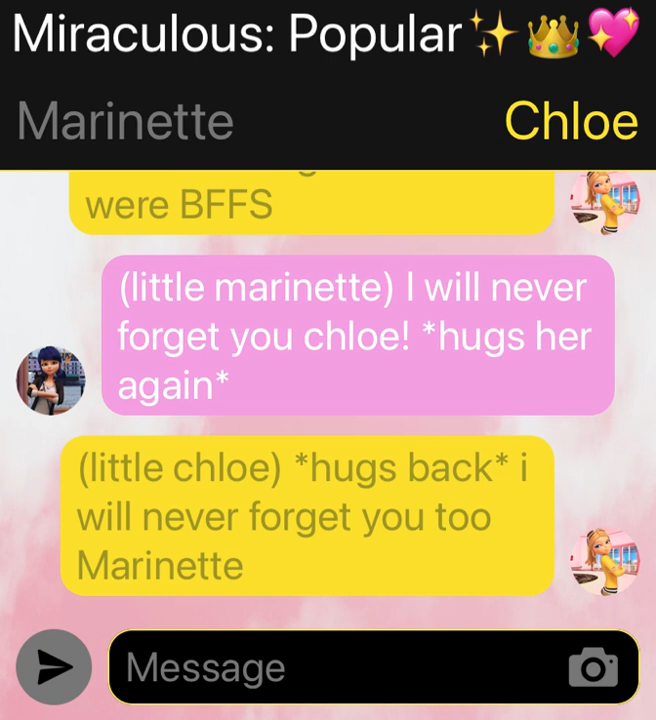 Miraculous: Popular✨👑💖
Marinette Chloe
were BFFS
(little marinette) I will never
forget you chloe! *hugs her
again*
(little chloe) *hugs back* i
will never forget you too
Marinette
Message